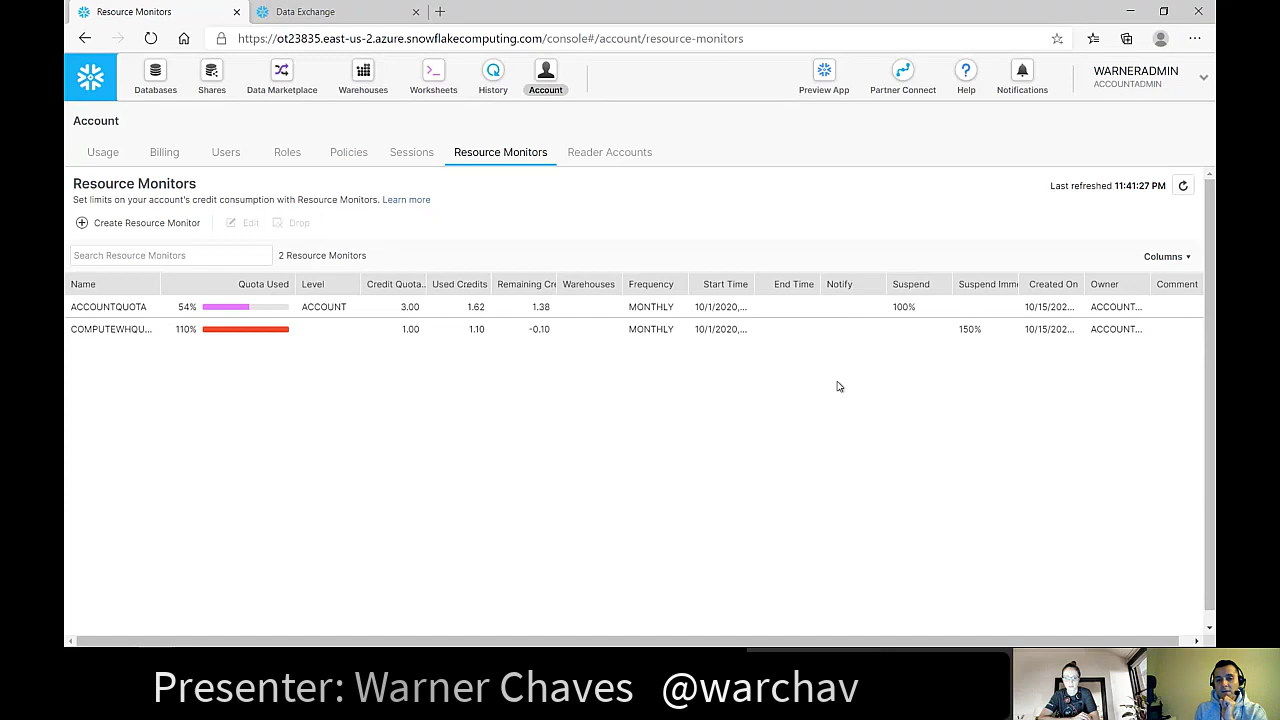 Resource Monitors
Data Exchange
https://ot23835.east-us-2.azure.snowflakecomputing.com/console#/account/resource-monitors
Databases
Shares
Data Marketplace
Warehouses
Worksheets
History
Account
Preview App
Partner Connect
Help
Notifications
WARNERADMIN
ACCOUNTADMIN
Account
Usage Billing Users Roles Policies Sessions Resource Monitors Reader Accounts
Resource Monitors
Last refreshed 11:41:27 PM
Set limits on your account's credit consumption with Resource Monitors. Learn more
Create Resource Monitor Edit Drop
Search Resource Monitors 2 Resource Monitors Columns
Name Quota Used Level Credit Quota.. Used Credits Remaining Cre Warehouses Frequency Start Time End Time Notify Suspend Suspend Imme Created On Owner Comment
ACCOUNTQUOTA 54% ACCOUNT 3.00 1.62 1.38 MONTHLY 10/1/2020,... 100% 10/15/202... ACCOUNT...
COMPUTEWHQU... 110% 1.00 1.10 -0.10 MONTHLY 10/1/2020,... 150% 10/15/202... ACCOUNT...
Presenter: Warner Chaves @warchav